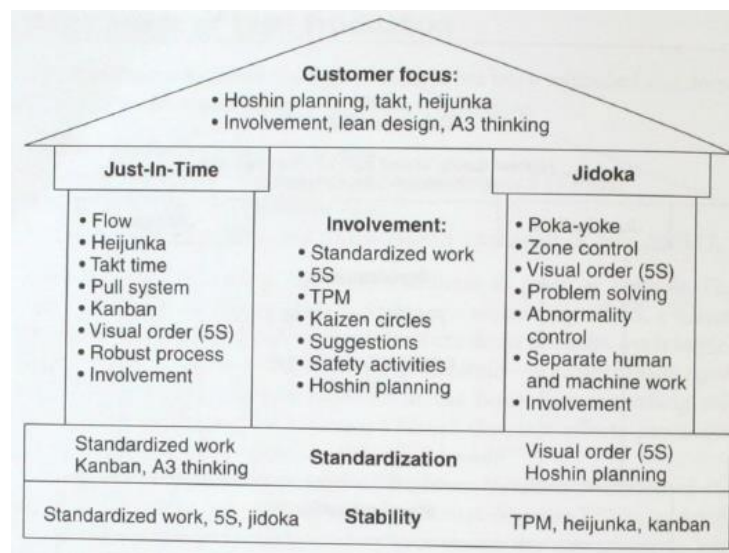 Customer focus:
• Hoshin planning, takt, heijunka
• Involvement, lean design, A3 thinking
Just-In-Time
• Flow
• Heijunka
• Takt time
• Pull system
• Kanban
• Visual order (5S)
• Robust process
• Involvement
Involvement:
• Standardized work
• 5S
• TPM
• Kaizen circles
• Suggestions
• Safety activities
• Hoshin planning
Jidoka
• Poka-yoke
• Zone control
• Visual order (5S)
• Problem solving
• Abnormality
control
• Separate human
and machine work
• Involvement
Standardized work
Kanban, A3 thinking
Standardization
Visual order (5S)
Hoshin planning
Standardized work, 5S, jidoka
Stability
TPM, heijunka, kanban